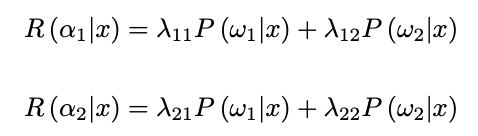 R(α₁|x) = λ₁₁P(ω₁|x) + λ₁₂P(ω₂|x)
R(α₂|x) = λ₂₁P(ω₁|x) + λ₂₂P(ω₂|x)